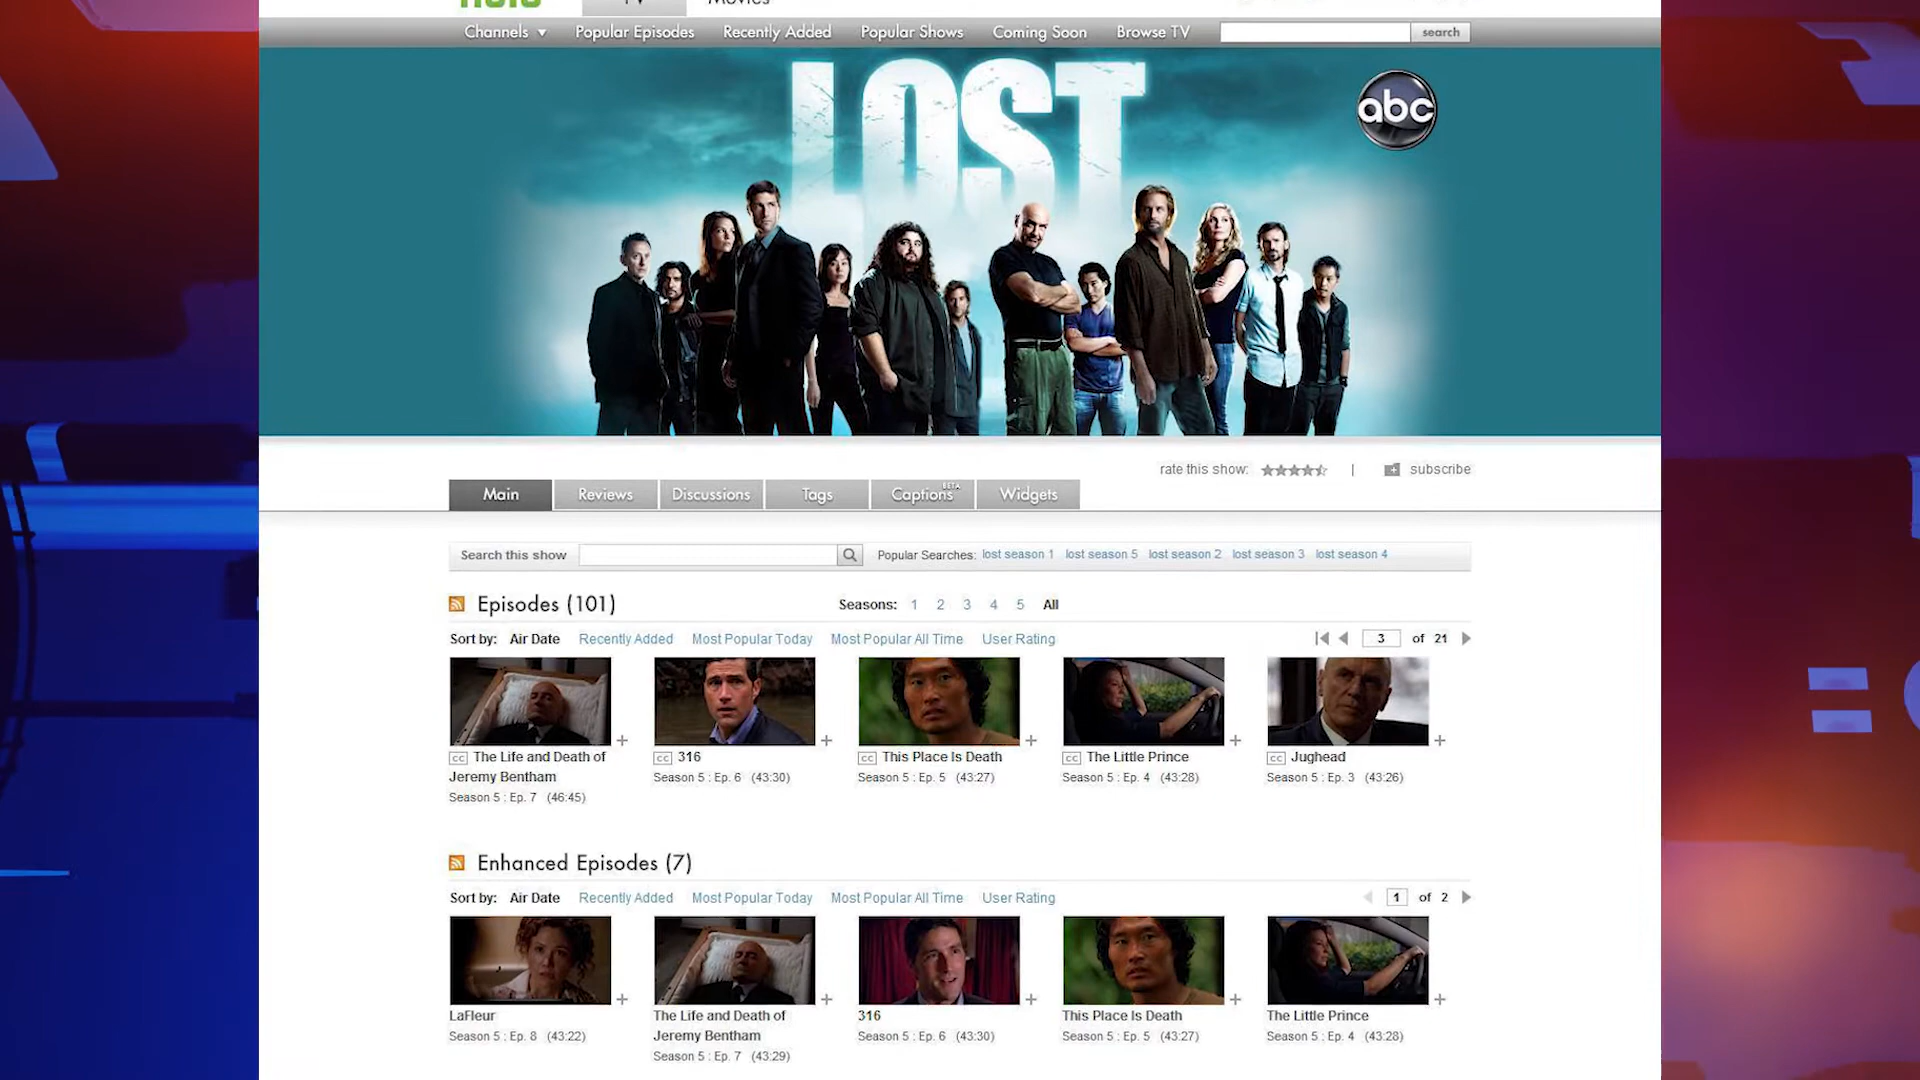 hulu TV Movies
Channels Popular Episodes Recently Added Popular Shows Coming Soon Browse TV search
LOST
abc
rate this show: | subscribe
Main Reviews Discussions Tags Captions BETA Widgets
Search this show Popular Searches: lost season 1 lost season 5 lost season 2 lost season 3 lost season 4
Episodes (101) Seasons: 1 2 3 4 5 All
Sort by: Air Date Recently Added Most Popular Today Most Popular All Time User Rating 3 of 21
cc The Life and Death of Jeremy Bentham
Season 5 : Ep. 7 (46:45)
cc 316
Season 5 : Ep. 6 (43:30)
cc This Place Is Death
Season 5 : Ep. 5 (43:27)
cc The Little Prince
Season 5 : Ep. 4 (43:28)
cc Jughead
Season 5 : Ep. 3 (43:26)
Enhanced Episodes (7)
Sort by: Air Date Recently Added Most Popular Today Most Popular All Time User Rating 1 of 2
LaFleur
Season 5 : Ep. 8 (43:22)
The Life and Death of
Jeremy Bentham
Season 5 : Ep. 7 (43:29)
316
Season 5 : Ep. 6 (43:30)
This Place Is Death
Season 5 : Ep. 5 (43:27)
The Little Prince
Season 5 : Ep. 4 (43:28)